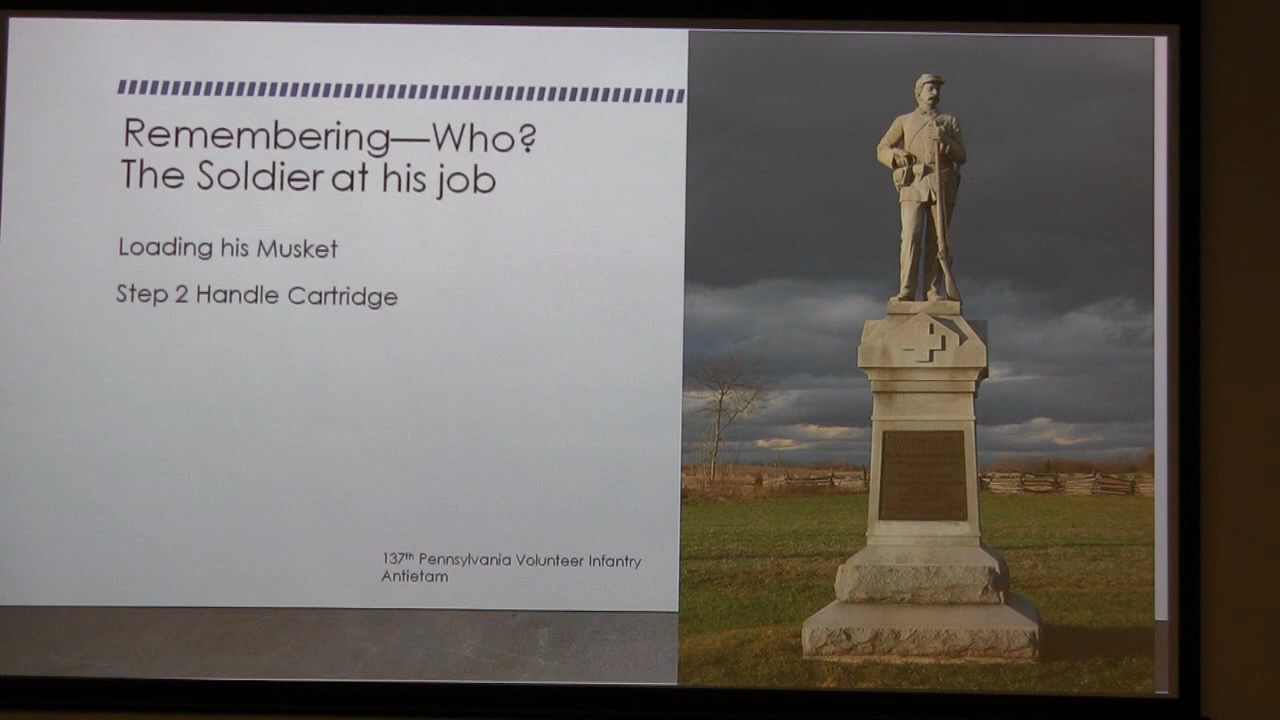 Remembering—Who?
The Soldier at his job
Loading his Musket
Step 2 Handle Cartridge
137th Pennsylvania Volunteer Infantry
Antietam